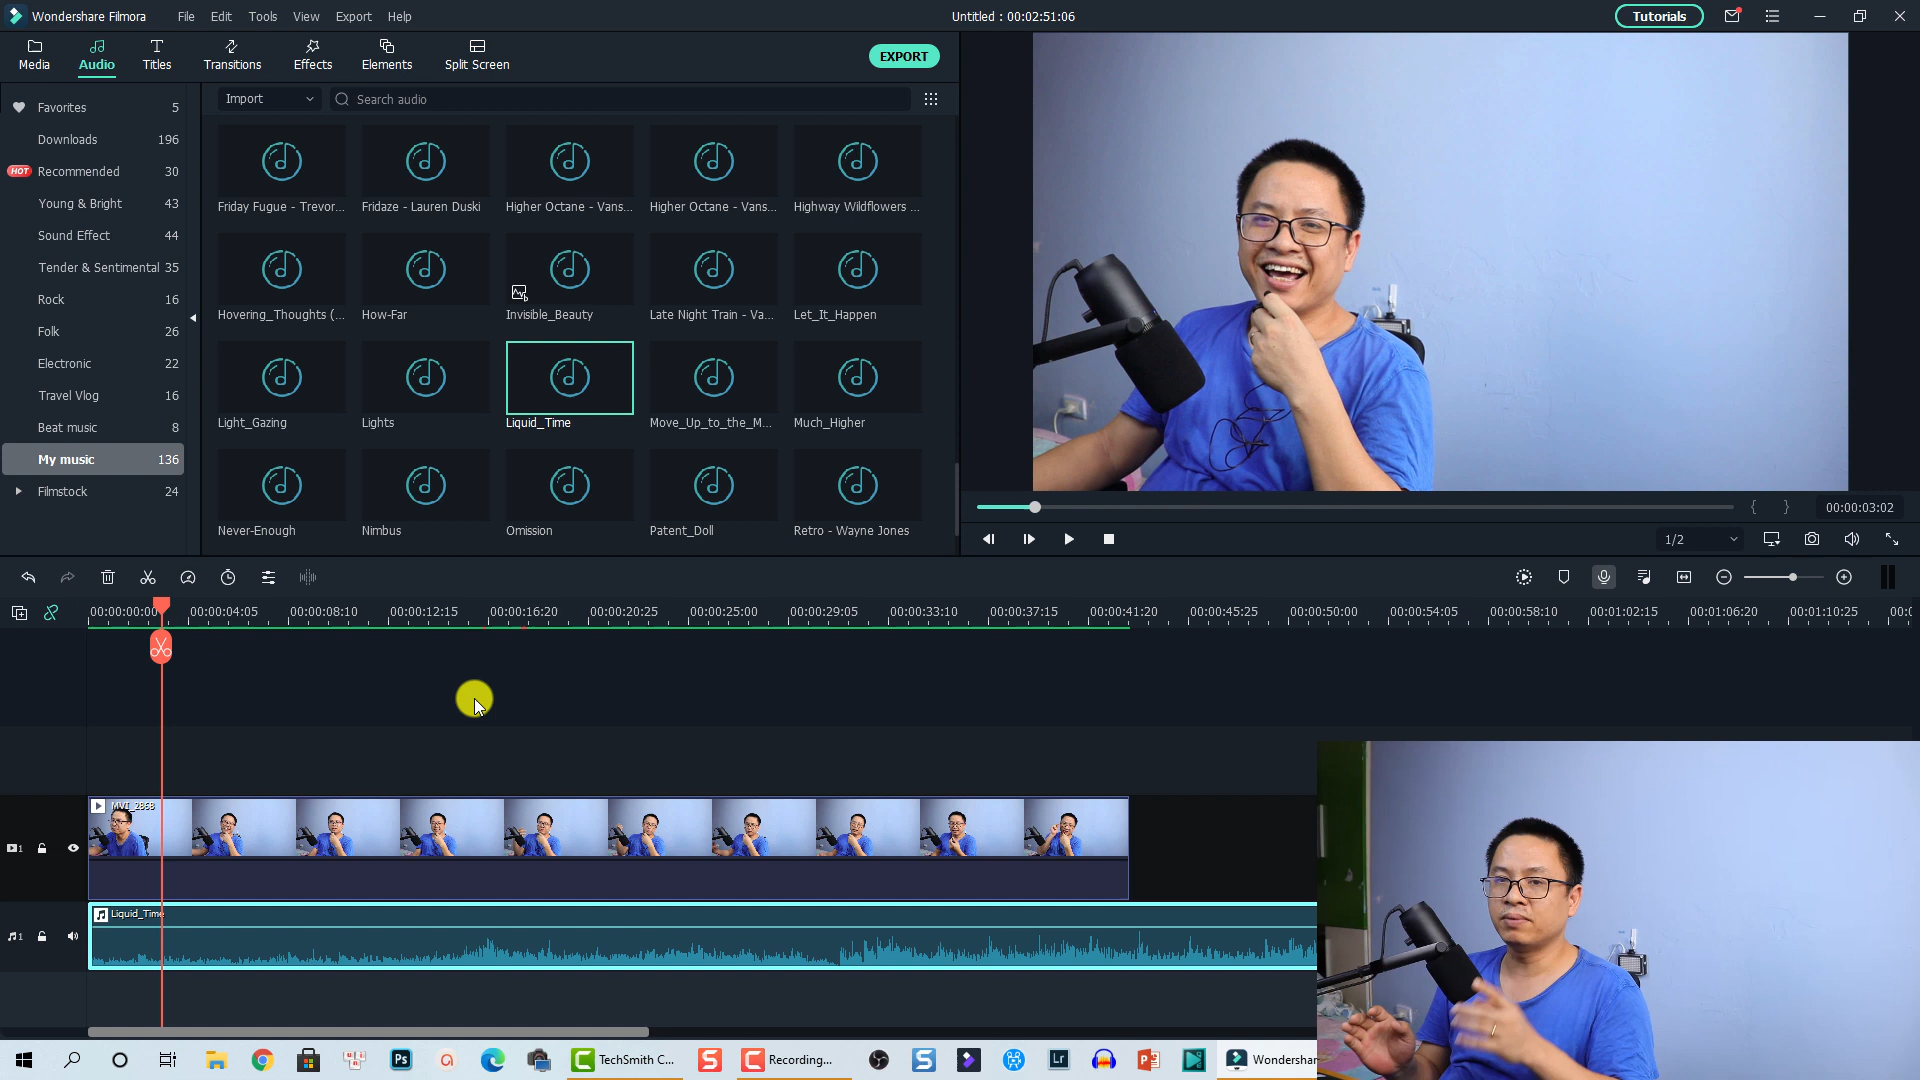 Wondershare Filmora
File Edit Tools View Export Help
Untitled : 00:02:51:06
Tutorials
Media Audio Titles Transitions Effects Elements Split Screen
EXPORT
Favorites 5
Downloads 196
HOT Recommended 30
Young & Bright 43
Sound Effect 44
Tender & Sentimental 35
Rock 16
Folk 26
Electronic 22
Travel Vlog 16
Beat music 8
My music 136
Filmstock 24
Import Search audio
Friday Fugue - Trevor... Fridaze - Lauren Duski Higher Octane - Vans... Higher Octane - Vans... Highway Wildflowers ...
Hovering_Thoughts (... How-Far Invisible_Beauty Late Night Train - Va... Let_It_Happen
Light_Gazing Lights Liquid_Time Move_Up_to_the_M... Much_Higher
Never-Enough Nimbus Omission Patent_Doll Retro - Wayne Jones
{ } 00:00:03:02
1/2
00:00:00:00 00:00:04:05 00:00:08:10 00:00:12:15 00:00:16:20 00:00:20:25 00:00:25:00 00:00:29:05 00:00:33:10 00:00:37:15 00:00:41:20 00:00:45:25 00:00:50:00 00:00:54:05 00:00:58:10 00:01:02:15 00:01:06:20 00:01:10:25
MVI_2868
1
Liquid_Time
1
Ps TechSmith C... S C Recording... S Lr Wondershar